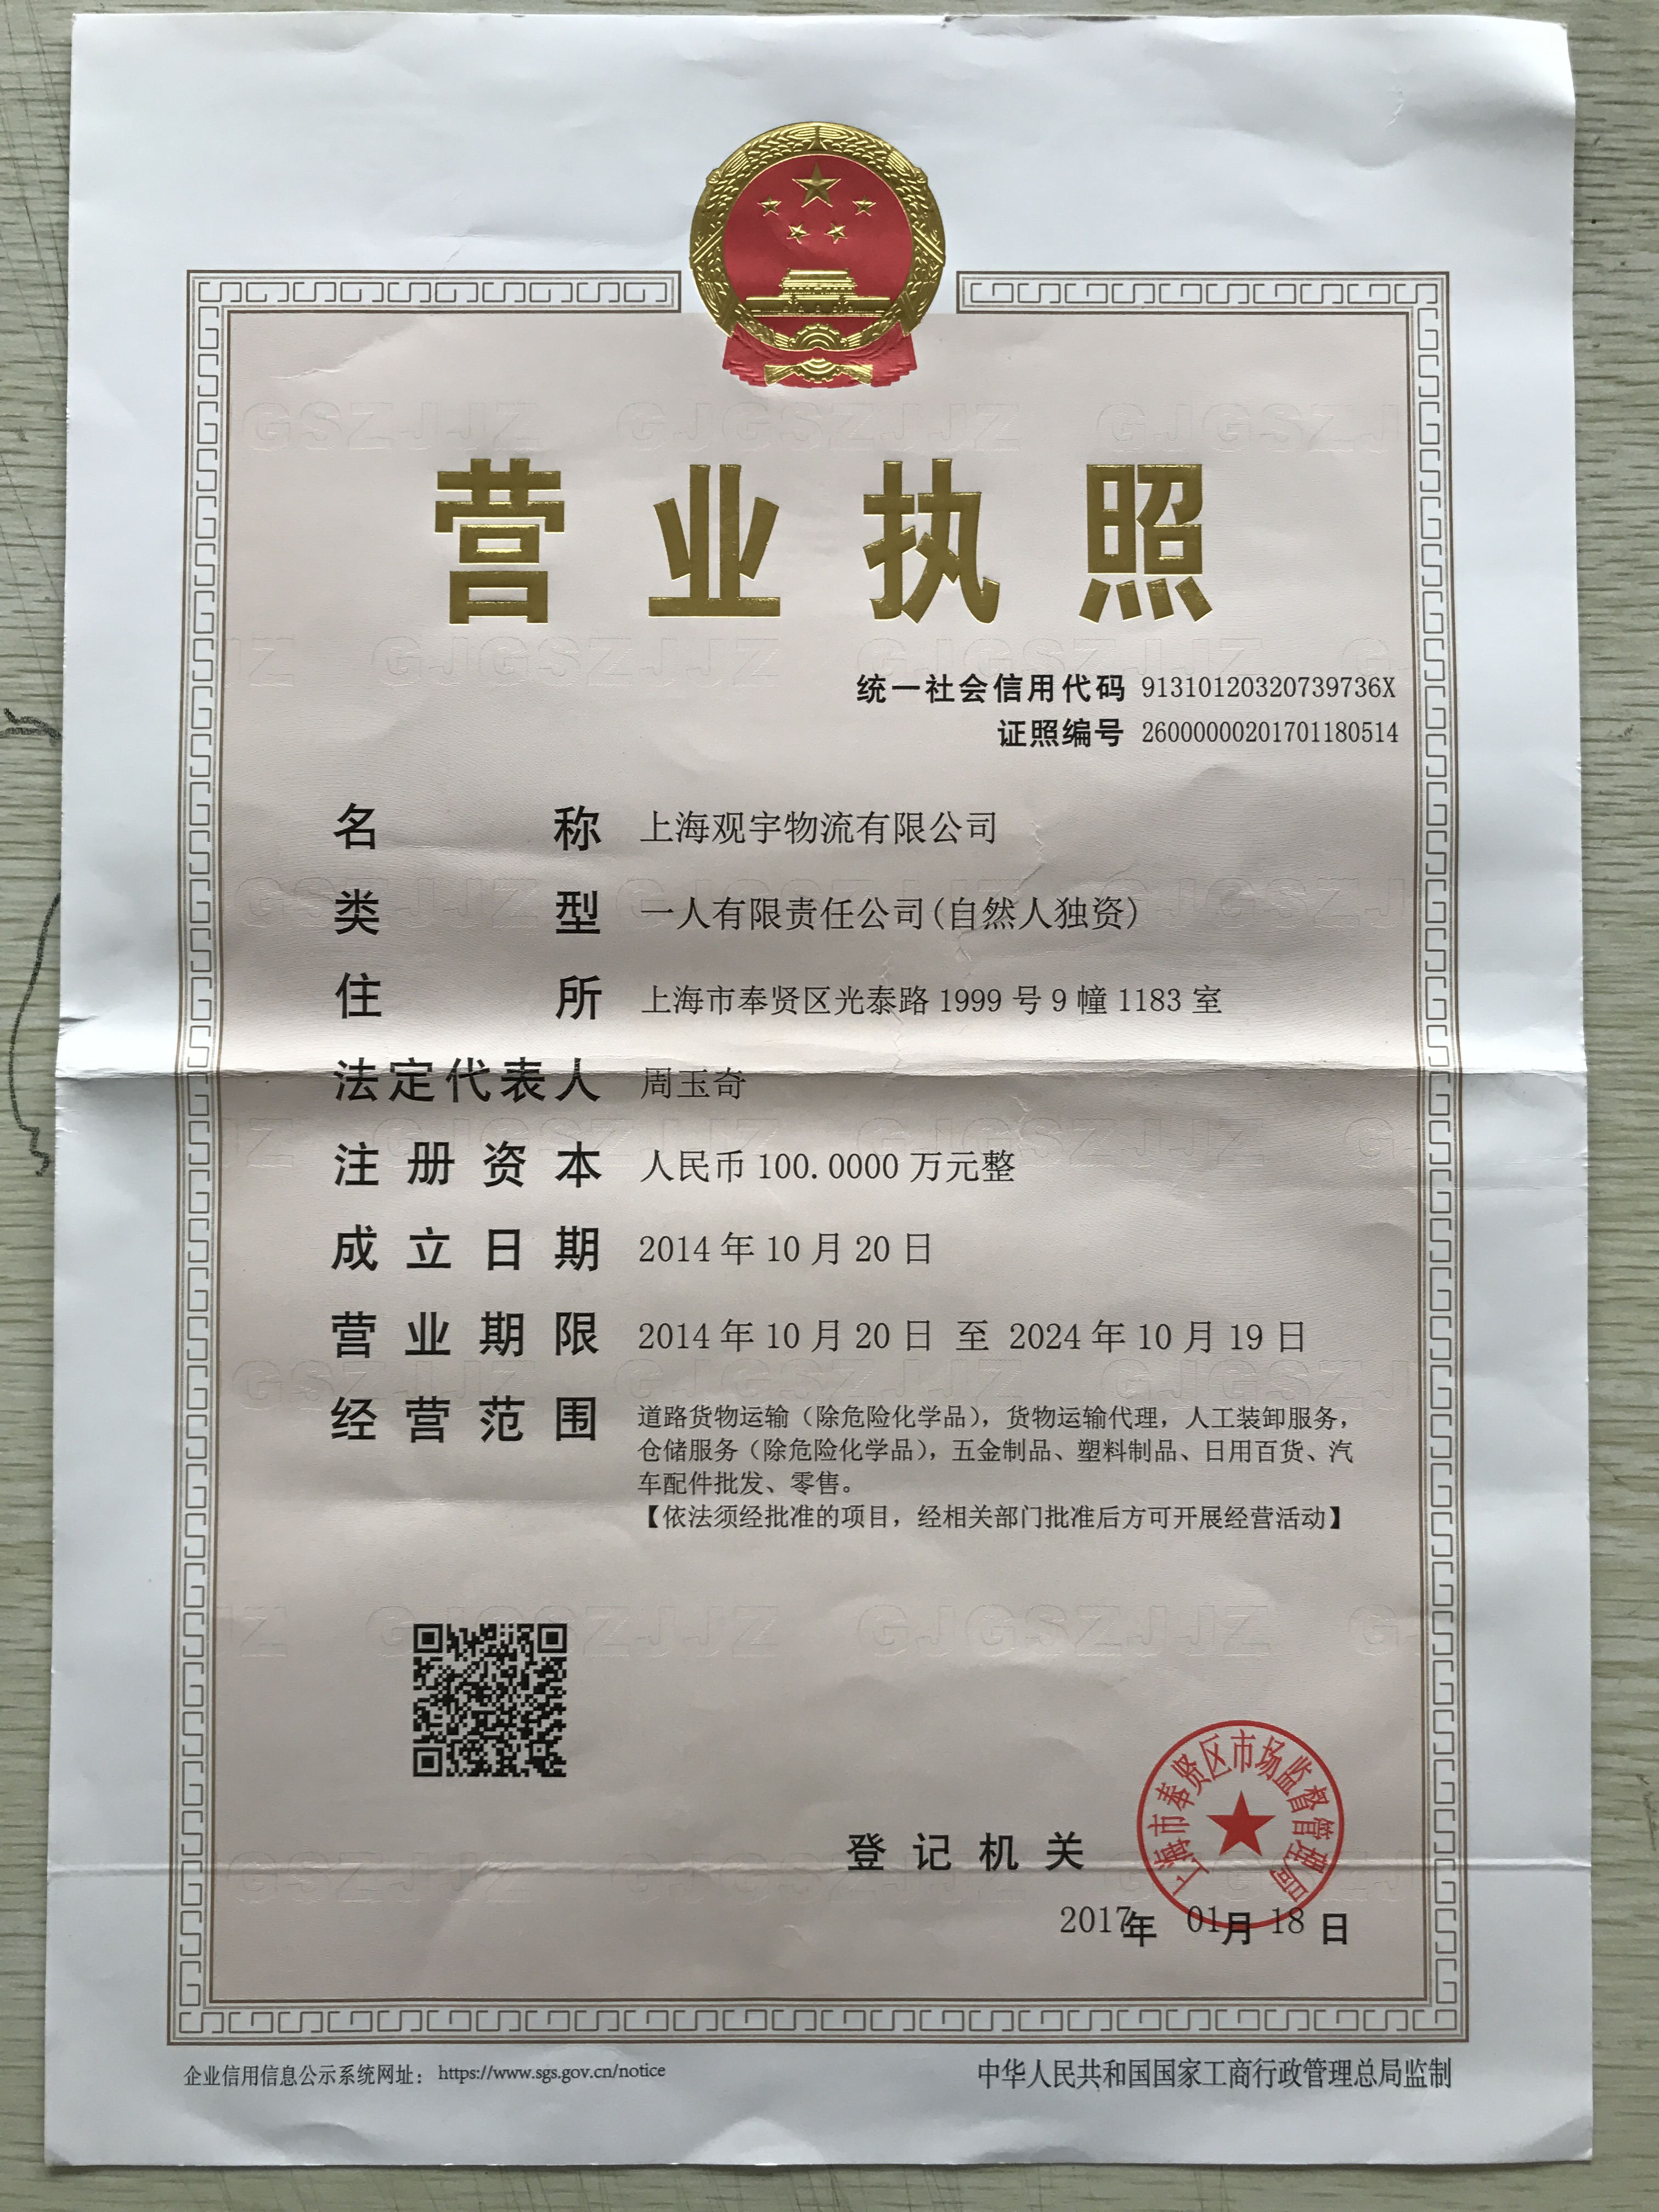 营业执照
统一社会信用代码 91310120320739736X
证照编号 26000000201701180514
名称 上海观宇物流有限公司
类型 一人有限责任公司(自然人独资)
住所 上海市奉贤区光泰路1999号9幢1183室
法定代表人 周玉奇
注册资本 人民币100.0000万元整
成立日期 2014年10月20日
营业期限 2014年10月20日 至 2024年10月19日
经营范围 道路货物运输（除危险化学品），货物运输代理，人工装卸服务，
仓储服务（除危险化学品），五金制品、塑料制品、日用百货、汽
车配件批发、零售。
【依法须经批准的项目，经相关部门批准后方可开展经营活动】
登记机关
上海市奉贤区市场监督管理局
2017年 01月18日
企业信用信息公示系统网址： https://www.sgs.gov.cn/notice
中华人民共和国国家工商行政管理总局监制